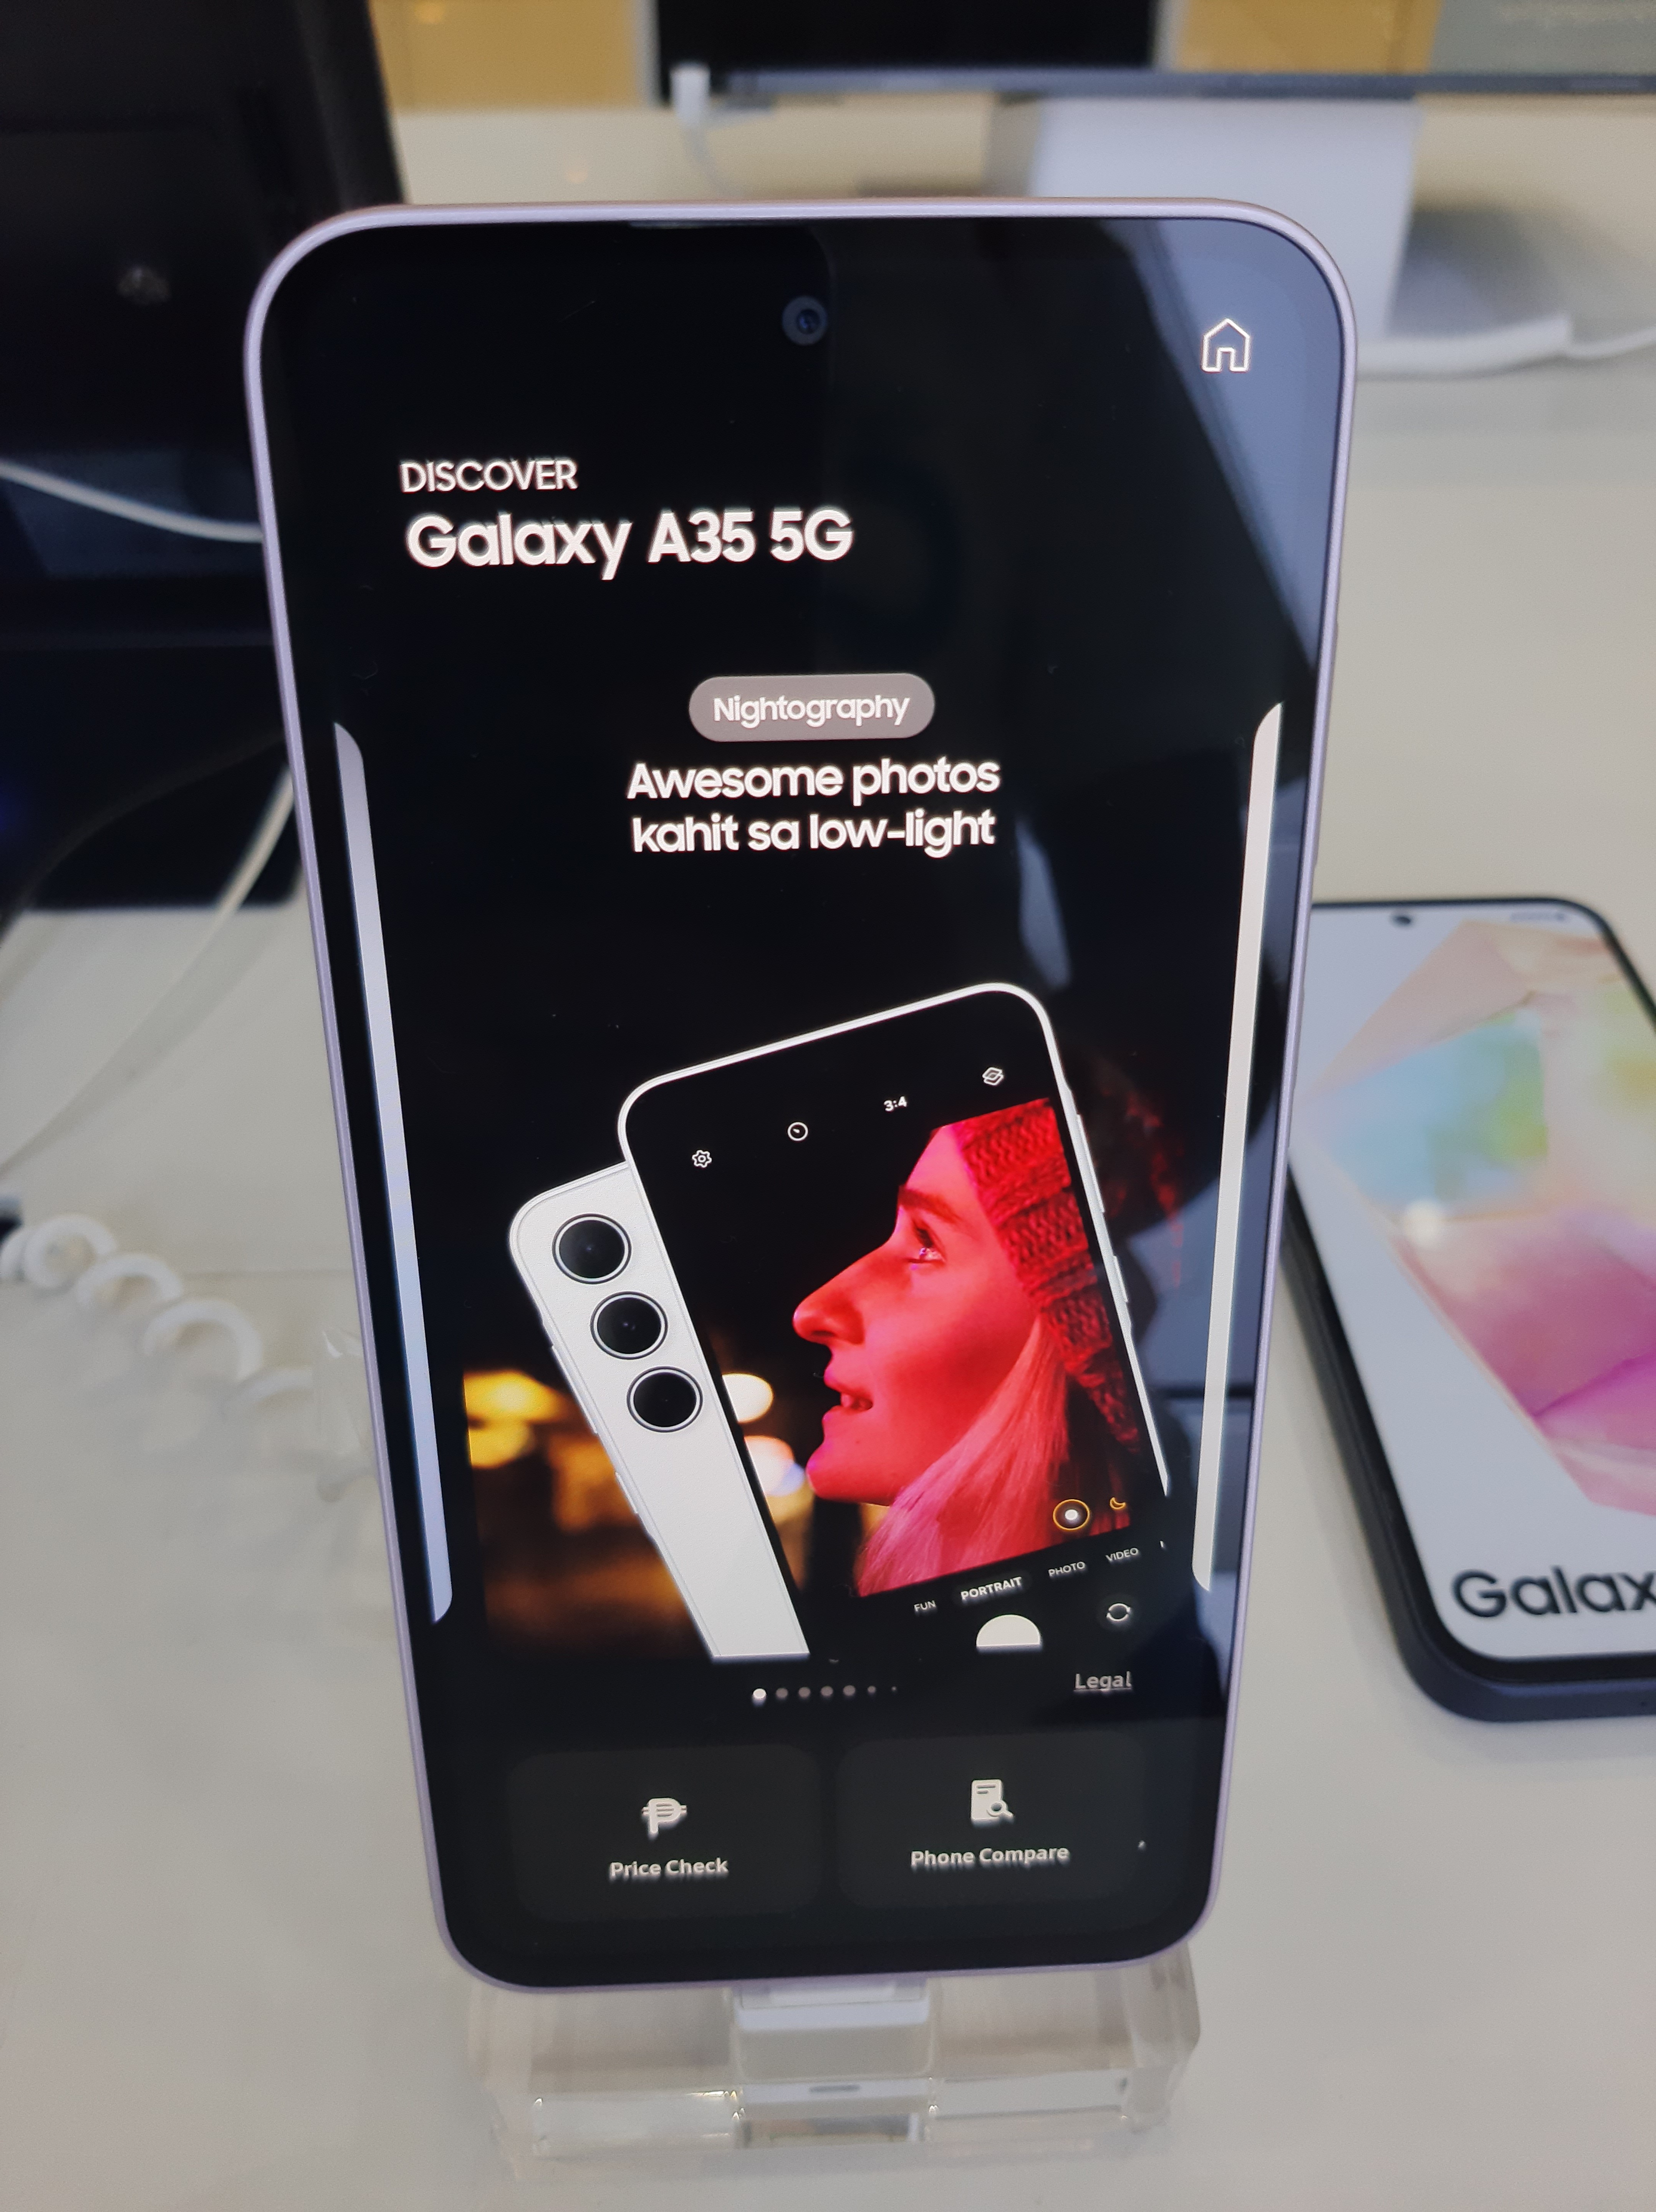 DISCOVER
Galaxy A35 5G
Nightography
Awesome photos
kahit sa low-light
3:4
FUN
PORTRAIT
PHOTO
VIDEO
Legal
Price Check
Phone Compare